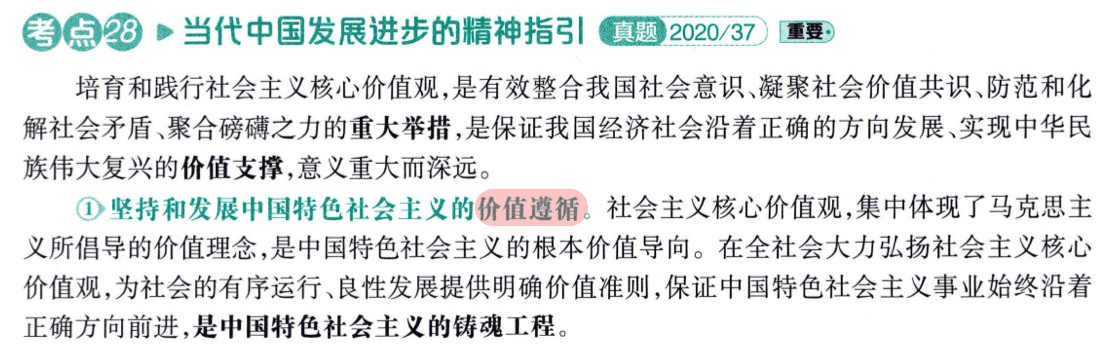 考点28 ▶ 当代中国发展进步的精神指引 真题 2020/37 重要
培育和践行社会主义核心价值观,是有效整合我国社会意识、凝聚社会价值共识、防范和化
解社会矛盾、聚合磅礴之力的重大举措,是保证我国经济社会沿着正确的方向发展、实现中华民
族伟大复兴的价值支撑,意义重大而深远。
①坚持和发展中国特色社会主义的价值遵循。社会主义核心价值观,集中体现了马克思主
义所倡导的价值理念,是中国特色社会主义的根本价值导向。在全社会大力弘扬社会主义核心
价值观,为社会的有序运行、良性发展提供明确价值准则,保证中国特色社会主义事业始终沿着
正确方向前进,是中国特色社会主义的铸魂工程。